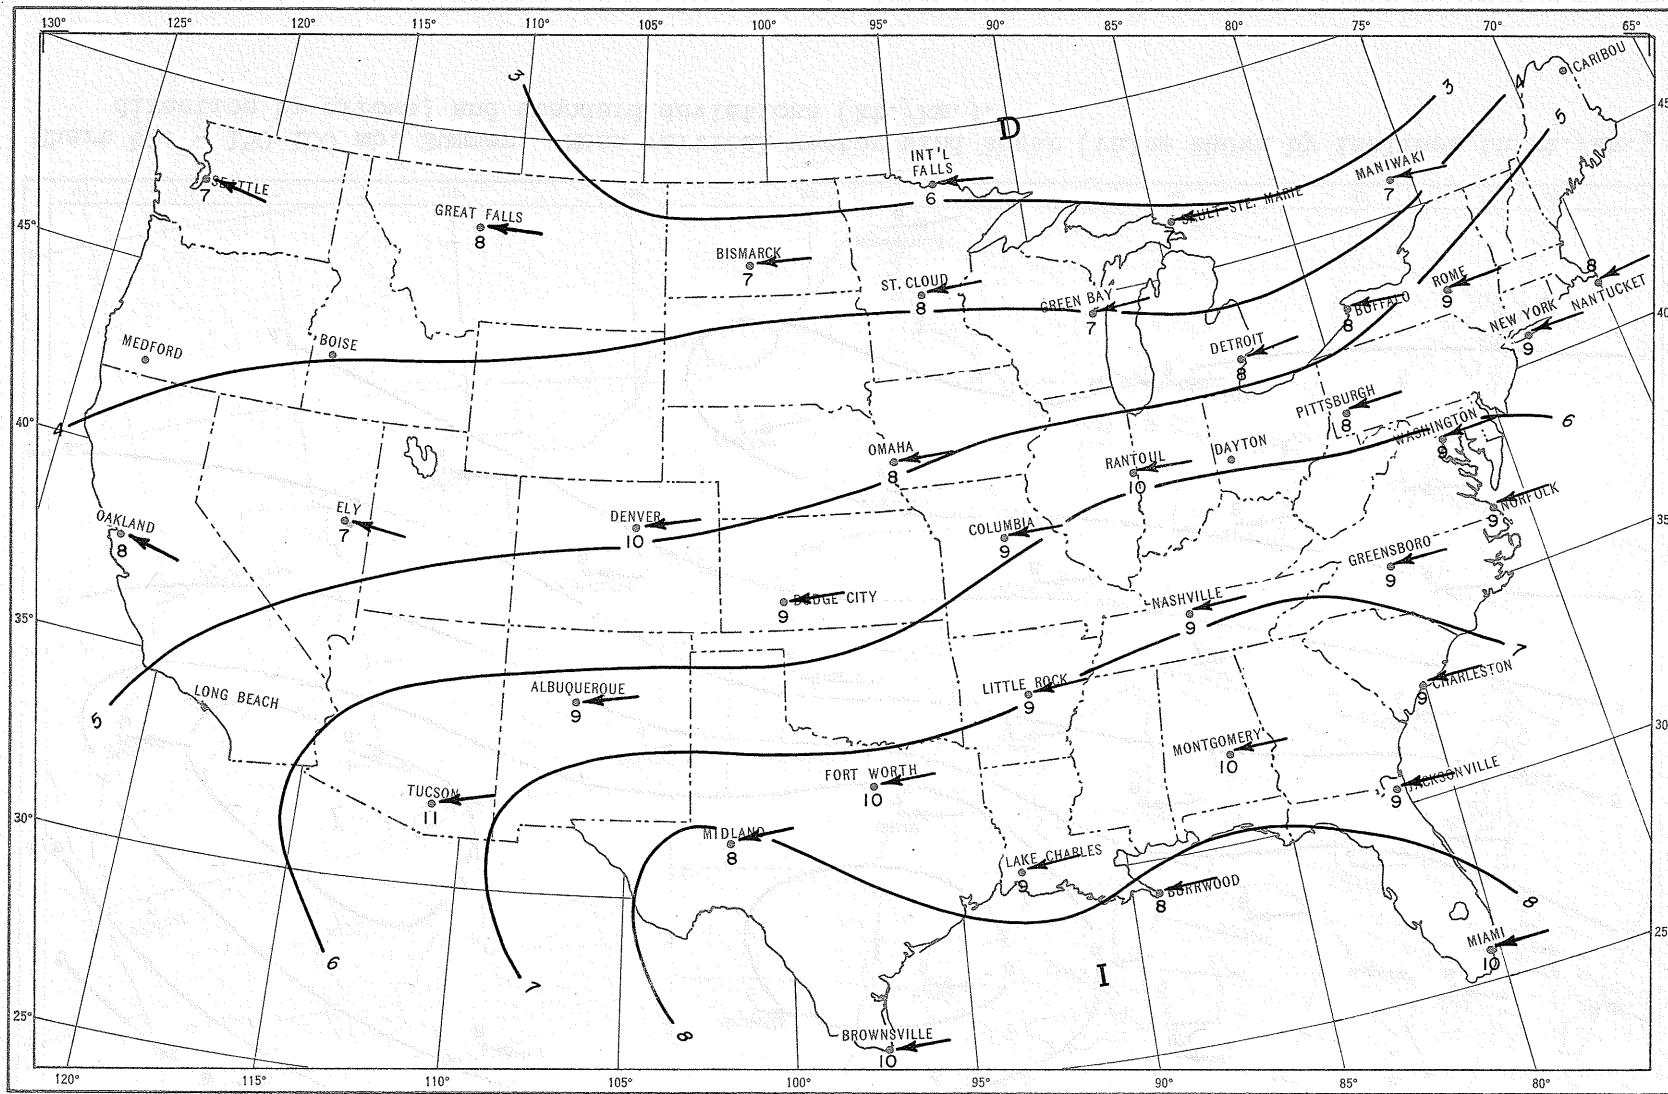 130° 125° 120° 115° 110° 105° 100° 95° 90° 85° 80° 75° 70° 65°
CARIBOU
45°
3 3 4 5
D
INT'L
FALLS
6
MANIWAKI
7
SEATTLE
7
SAULT STE. MARIE
7
45°
GREAT FALLS
8
BISMARCK
7
ST. CLOUD
8
GREEN BAY
7
BUFFALO
8
ROME
9
8
NANTUCKET
NEW YORK
9
40°
MEDFORD
BOISE
DETROIT
8
PITTSBURGH
8
WASHINGTON
9
6
40°
4
OMAHA
8
RANTOUL
10
DAYTON
NORFOLK
9
35°
OAKLAND
8
ELY
7
DENVER
10
COLUMBIA
9
GREENSBORO
9
DODGE CITY
9
NASHVILLE
9
35°
7
LONG BEACH
5
ALBUQUERQUE
9
LITTLE ROCK
9
CHARLESTON
9
30°
MONTGOMERY
10
TUCSON
11
FORT WORTH
10
JACKSONVILLE
9
30°
MIDLAND
8
LAKE CHARLES
9
BURRWOOD
8
8
MIAMI
10
25°
6
7
I
25°
8
BROWNSVILLE
10
120° 115° 110° 105° 100° 95° 90° 85° 80°